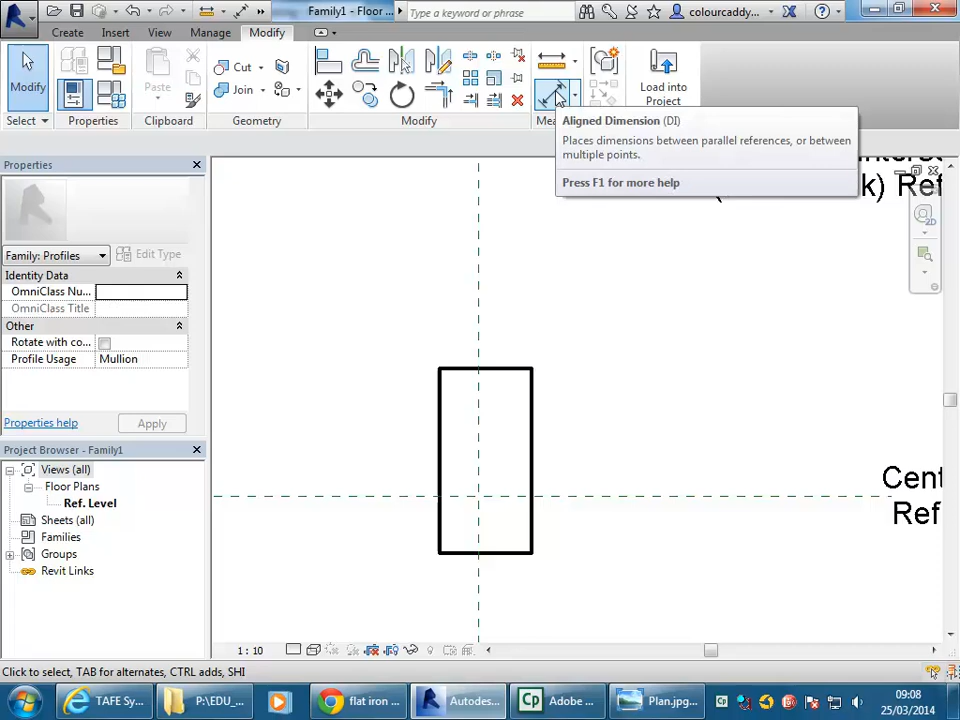 Family1 - Floor ...
Type a keyword or phrase
colourcaddy...
Create
Insert
View
Manage
Modify
Modify
Paste
Cut
Join
Load into
Project
Select
Properties
Clipboard
Geometry
Modify
Mea
Aligned Dimension (DI)
Places dimensions between parallel references, or between
multiple points.
Press F1 for more help
k) Ref
Properties
2D
Family: Profiles
Edit Type
Identity Data
OmniClass Nu...
OmniClass Title
Other
Rotate with co...
Profile Usage
Mullion
Properties help
Apply
Project Browser - Family1
Views (all)
Floor Plans
Ref. Level
Sheets (all)
Families
Groups
Revit Links
Cent
Ref
1 : 10
Click to select, TAB for alternates, CTRL adds, SHI
TAFE Sy...
P:\EDU_...
flat iron ...
Autodes...
Cp
Adobe ...
Plan.jpg...
Cp
09:08
25/03/2014